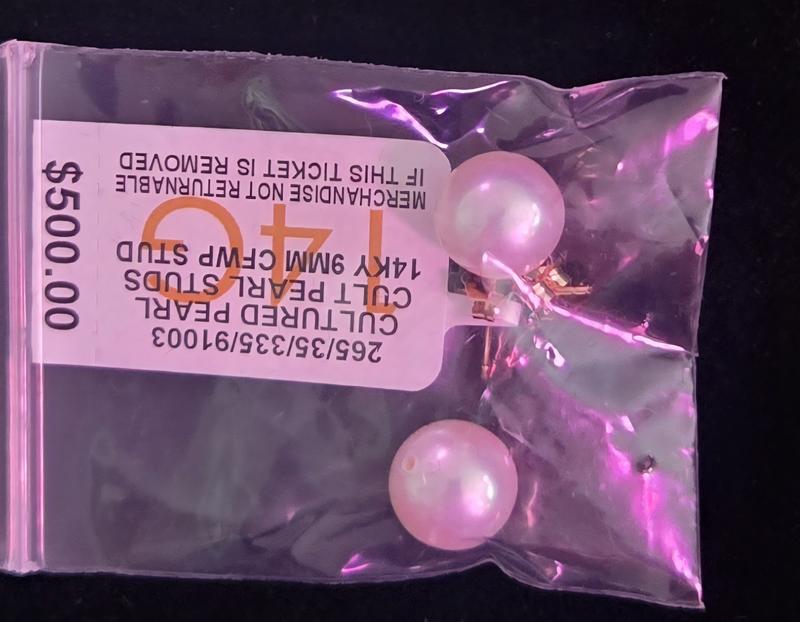 265/35/335/91003
CULTURED PEARL
CULT PEARL STUDS
14KY 9MM CFWP STUD
14G
MERCHANDISE NOT RETURNABLE
IF THIS TICKET IS REMOVED
$500.00